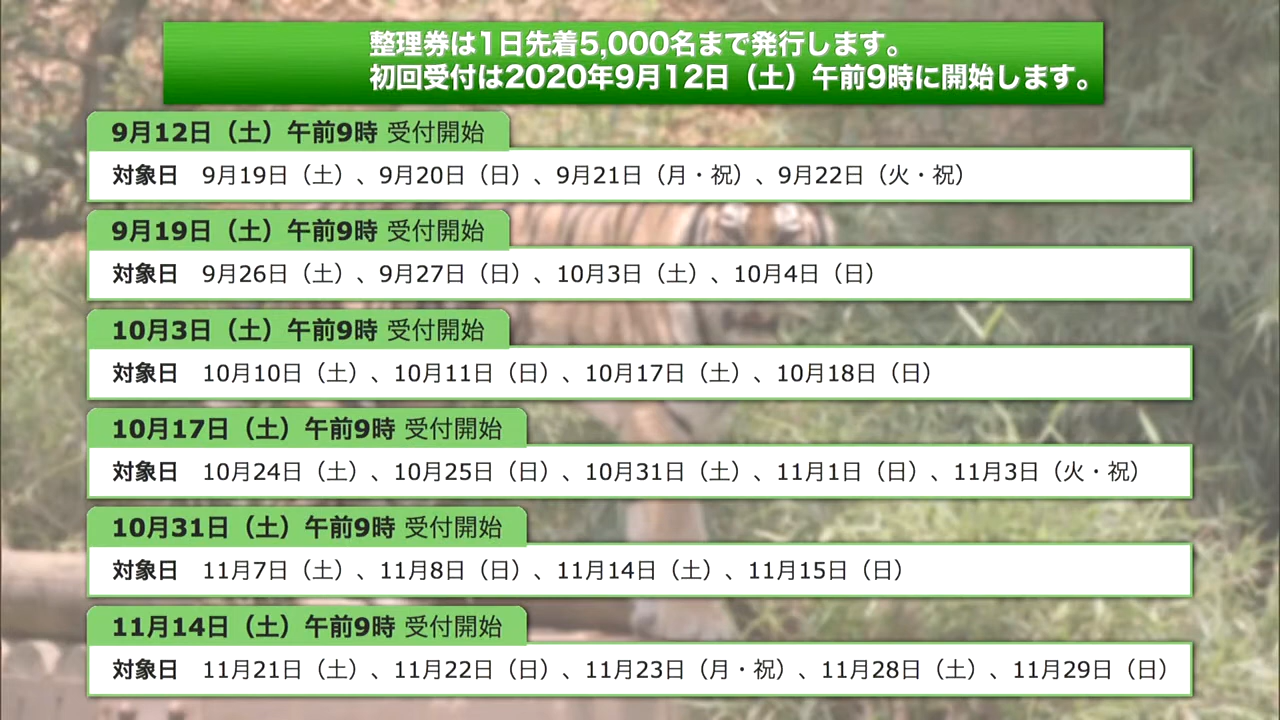 整理券は1日先着5,000名まで発行します。
初回受付は2020年9月12日（土）午前9時に開始します。
9月12日（土）午前9時 受付開始
対象日　9月19日（土）、9月20日（日）、9月21日（月・祝）、9月22日（火・祝）
9月19日（土）午前9時 受付開始
対象日　9月26日（土）、9月27日（日）、10月3日（土）、10月4日（日）
10月3日（土）午前9時 受付開始
対象日　10月10日（土）、10月11日（日）、10月17日（土）、10月18日（日）
10月17日（土）午前9時 受付開始
対象日　10月24日（土）、10月25日（日）、10月31日（土）、11月1日（日）、11月3日（火・祝）
10月31日（土）午前9時 受付開始
対象日　11月7日（土）、11月8日（日）、11月14日（土）、11月15日（日）
11月14日（土）午前9時 受付開始
対象日　11月21日（土）、11月22日（日）、11月23日（月・祝）、11月28日（土）、11月29日（日）